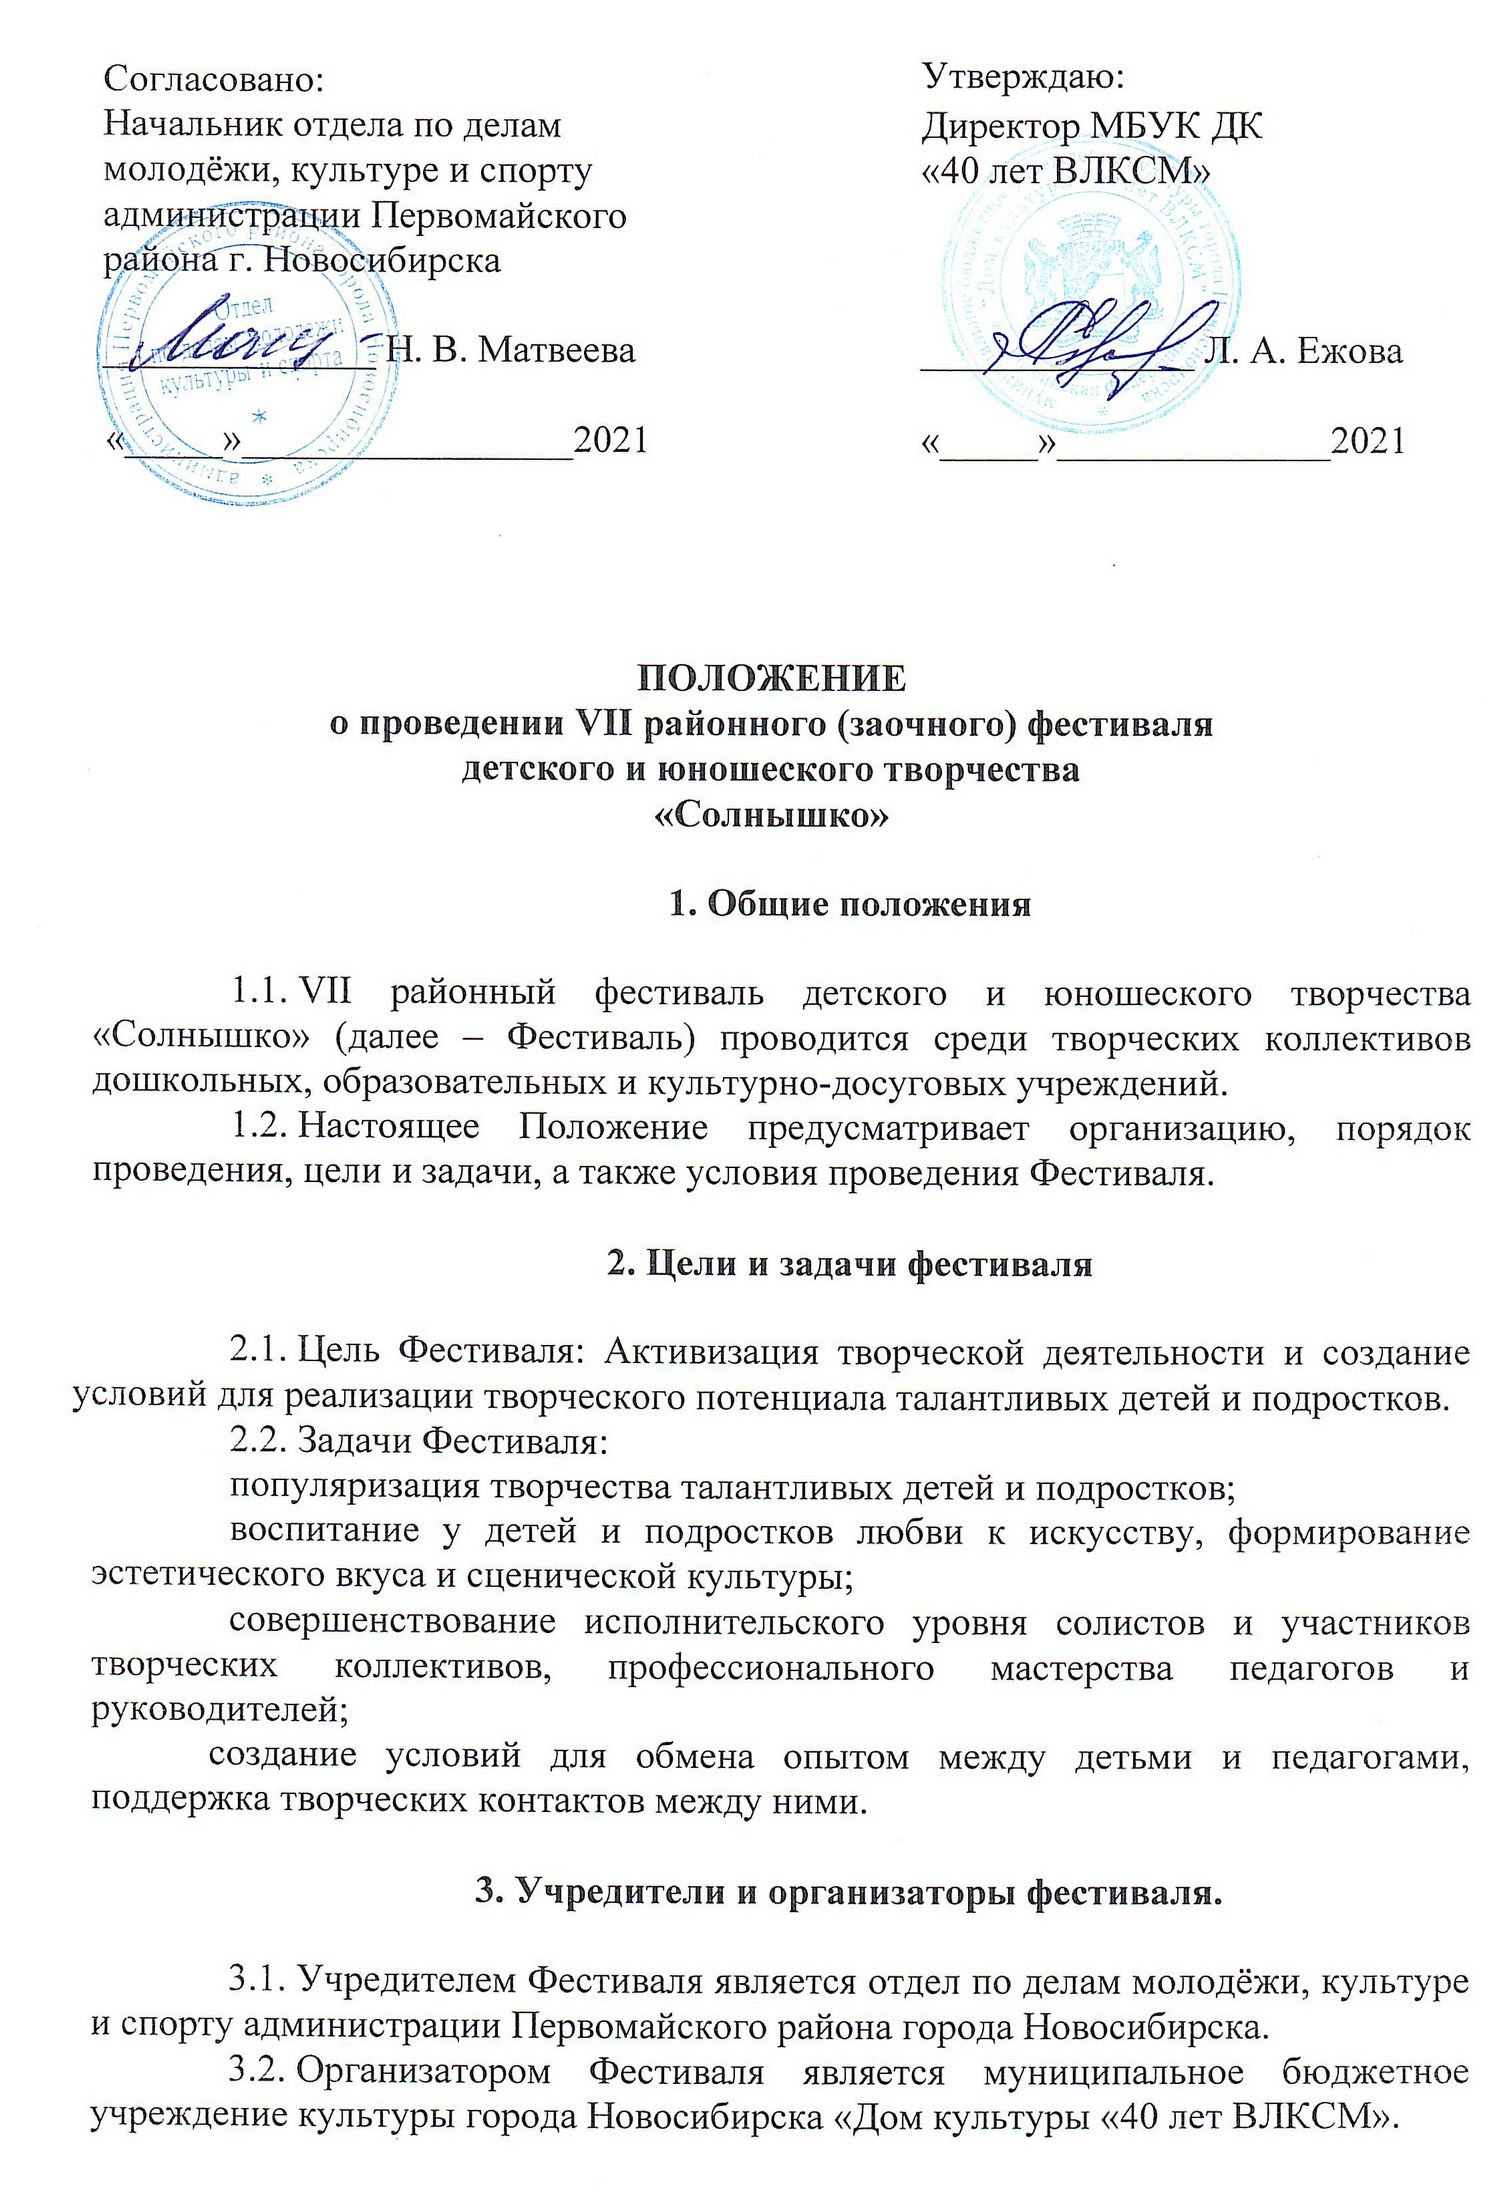 Согласовано:
Начальник отдела по делам
молодёжи, культуре и спорту
администрации Первомайского
района г. Новосибирска
Отдел
культуры и спорта
______________ Н. В. Матвеева
«_____»_________________2021
Утверждаю:
Директор МБУК ДК
«40 лет ВЛКСМ»
______________ Л. А. Ежова
«_____»______________2021
ПОЛОЖЕНИЕ
о проведении VII районного (заочного) фестиваля
детского и юношеского творчества
«Солнышко»
1. Общие положения
1.1. VII районный фестиваль детского и юношеского творчества
«Солнышко» (далее – Фестиваль) проводится среди творческих коллективов
дошкольных, образовательных и культурно-досуговых учреждений.
1.2. Настоящее Положение предусматривает организацию, порядок
проведения, цели и задачи, а также условия проведения Фестиваля.
2. Цели и задачи фестиваля
2.1. Цель Фестиваля: Активизация творческой деятельности и создание
условий для реализации творческого потенциала талантливых детей и подростков.
2.2. Задачи Фестиваля:
популяризация творчества талантливых детей и подростков;
воспитание у детей и подростков любви к искусству, формирование
эстетического вкуса и сценической культуры;
совершенствование исполнительского уровня солистов и участников
творческих коллективов, профессионального мастерства педагогов и
руководителей;
создание условий для обмена опытом между детьми и педагогами,
поддержка творческих контактов между ними.
3. Учредители и организаторы фестиваля.
3.1. Учредителем Фестиваля является отдел по делам молодёжи, культуре
и спорту администрации Первомайского района города Новосибирска.
3.2. Организатором Фестиваля является муниципальное бюджетное
учреждение культуры города Новосибирска «Дом культуры «40 лет ВЛКСМ».